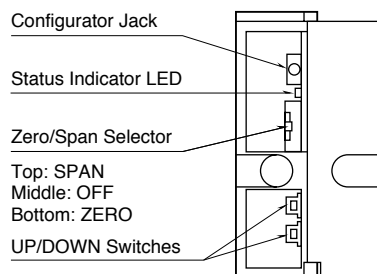 Configurator Jack
Status Indicator LED
Zero/Span Selector
Top: SPAN
Middle: OFF
Bottom: ZERO
UP/DOWN Switches